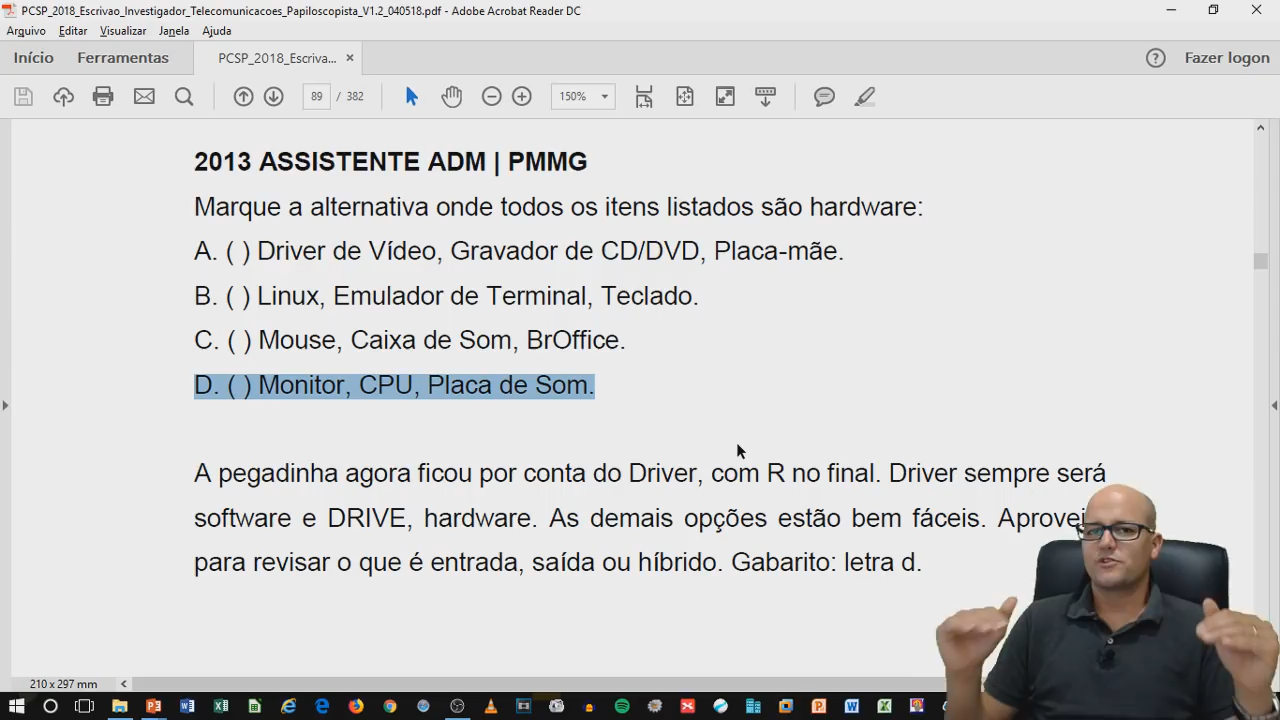 PCSP_2018_Escrivao_Investigador_Telecomunicacoes_Papiloscopista_V1.2_040518.pdf - Adobe Acrobat Reader DC
Arquivo Editar Visualizar Janela Ajuda
Início Ferramentas PCSP_2018_Escriva... Fazer logon
89 / 382 150%
2013 ASSISTENTE ADM | PMMG
Marque a alternativa onde todos os itens listados são hardware:
A. ( ) Driver de Vídeo, Gravador de CD/DVD, Placa-mãe.
B. ( ) Linux, Emulador de Terminal, Teclado.
C. ( ) Mouse, Caixa de Som, BrOffice.
D. ( ) Monitor, CPU, Placa de Som.
A pegadinha agora ficou por conta do Driver, com R no final. Driver sempre será
software e DRIVE, hardware. As demais opções estão bem fáceis.
para revisar o que é entrada, saída ou híbrido. Gabarito: letra d.
210 x 297 mm